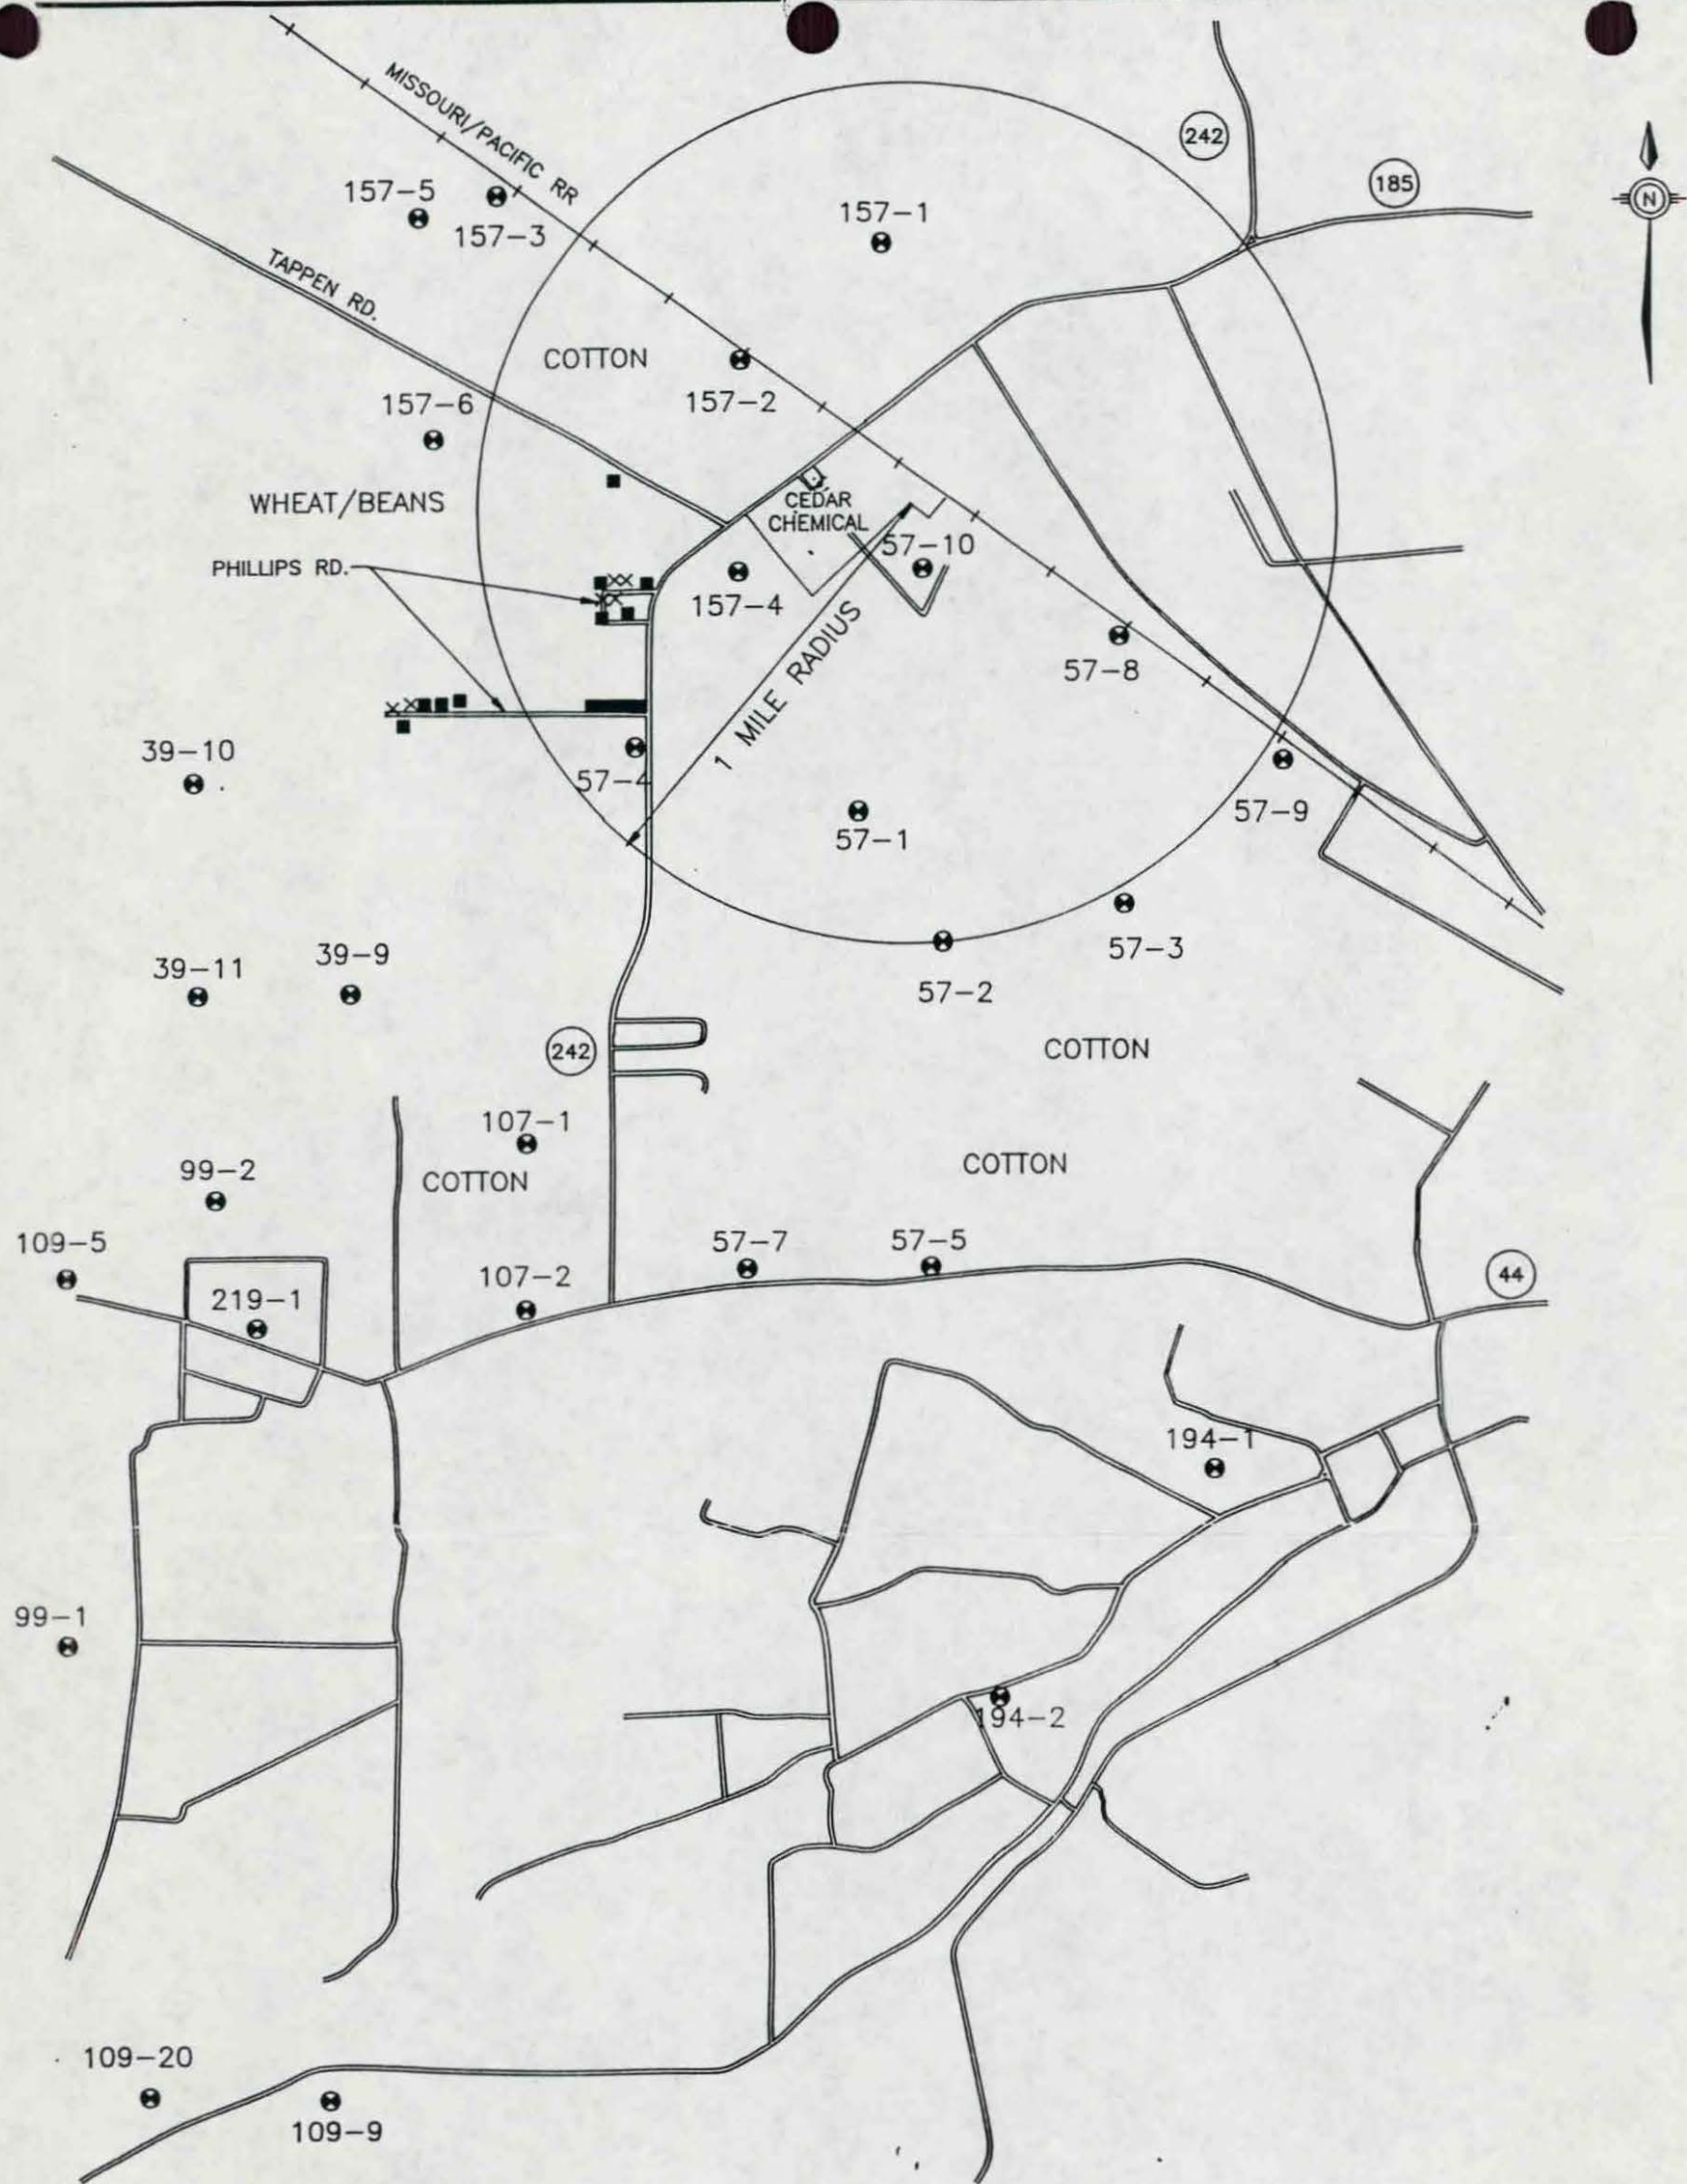 MISSOURI/PACIFIC RR
242
185
N
157-5
157-3
157-1
TAPPEN RD.
COTTON
157-2
157-6
WHEAT/BEANS
CEDAR
CHEMICAL
57-10
PHILLIPS RD.
157-4
1 MILE RADIUS
57-8
39-10
57-4
57-9
57-1
39-11
39-9
57-3
57-2
242
COTTON
107-1
COTTON
99-2
COTTON
109-5
57-7
57-5
107-2
44
219-1
194-1
99-1
194-2
109-20
109-9